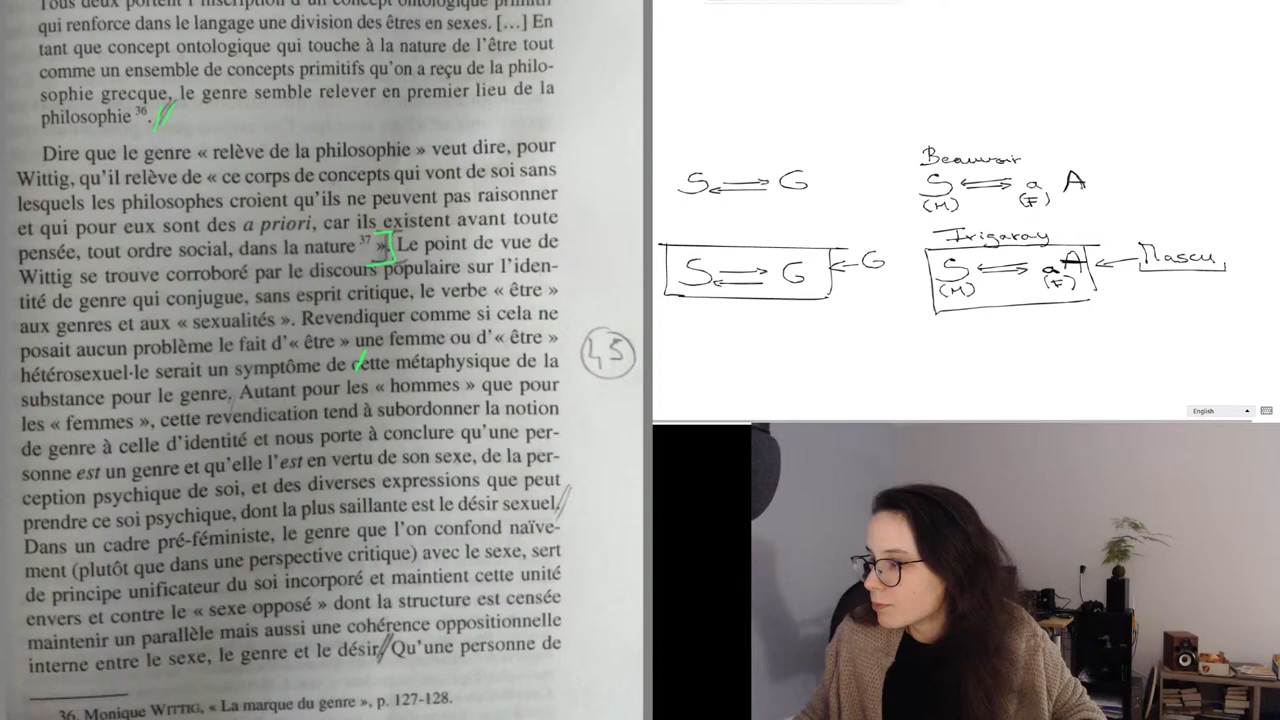 Tous deux portent l'inscription d'un concept ontologique primitif
qui renforce dans le langage une division des êtres en sexes. […] En
tant que concept ontologique qui touche à la nature de l'être tout
comme un ensemble de concepts primitifs qu'on a reçu de la philo-
sophie grecque, le genre semble relever en premier lieu de la
philosophie 36.
Dire que le genre « relève de la philosophie » veut dire, pour
Wittig, qu'il relève de « ce corps de concepts qui vont de soi sans
lesquels les philosophes croient qu'ils ne peuvent pas raisonner
et qui pour eux sont des a priori, car ils existent avant toute
pensée, tout ordre social, dans la nature 37 ». Le point de vue de
Wittig se trouve corroboré par le discours populaire sur l'iden-
tité de genre qui conjugue, sans esprit critique, le verbe « être »
aux genres et aux « sexualités ». Revendiquer comme si cela ne
posait aucun problème le fait d'« être » une femme ou d'« être »
hétérosexuel·le serait un symptôme de cette métaphysique de la
substance pour le genre. Autant pour les « hommes » que pour
les « femmes », cette revendication tend à subordonner la notion
de genre à celle d'identité et nous porte à conclure qu'une per-
sonne est un genre et qu'elle l'est en vertu de son sexe, de la per-
ception psychique de soi, et des diverses expressions que peut
prendre ce soi psychique, dont la plus saillante est le désir sexuel.
Dans un cadre pré-féministe, le genre que l'on confond naïve-
ment (plutôt que dans une perspective critique) avec le sexe, sert
de principe unificateur du soi incorporé et maintient cette unité
envers et contre le « sexe opposé » dont la structure est censée
maintenir un parallèle mais aussi une cohérence oppositionnelle
interne entre le sexe, le genre et le désir. Qu'une personne de
36. Monique WITTIG, « La marque du genre », p. 127-128.
45
S ⇄ G
S ⇄ G ← G
Beauvoir
S ⇄ a A
(M) (F)
Irigaray
S ⇄ a A ← Mascu
(M) (F)
English